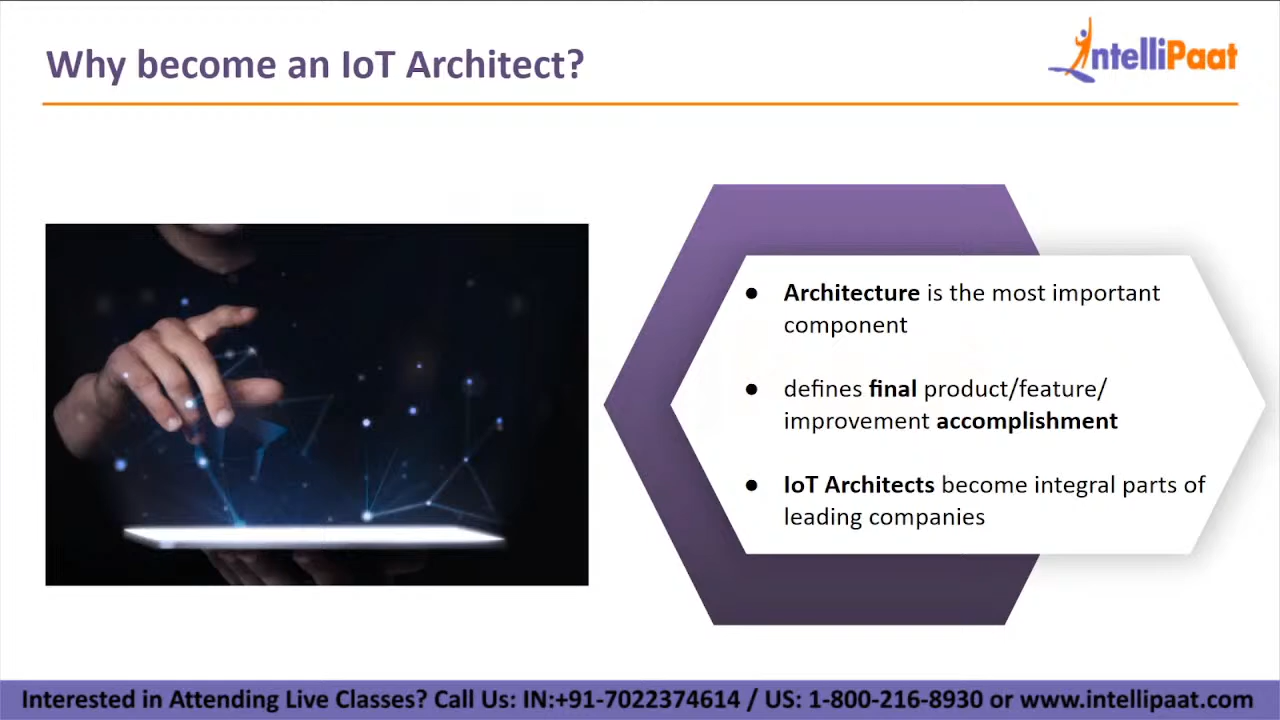 Why become an IoT Architect?
IntelliPaat
● Architecture is the most important
component
● defines final product/feature/
improvement accomplishment
● IoT Architects become integral parts of
leading companies
Interested in Attending Live Classes? Call Us: IN:+91-7022374614 / US: 1-800-216-8930 or www.intellipaat.com